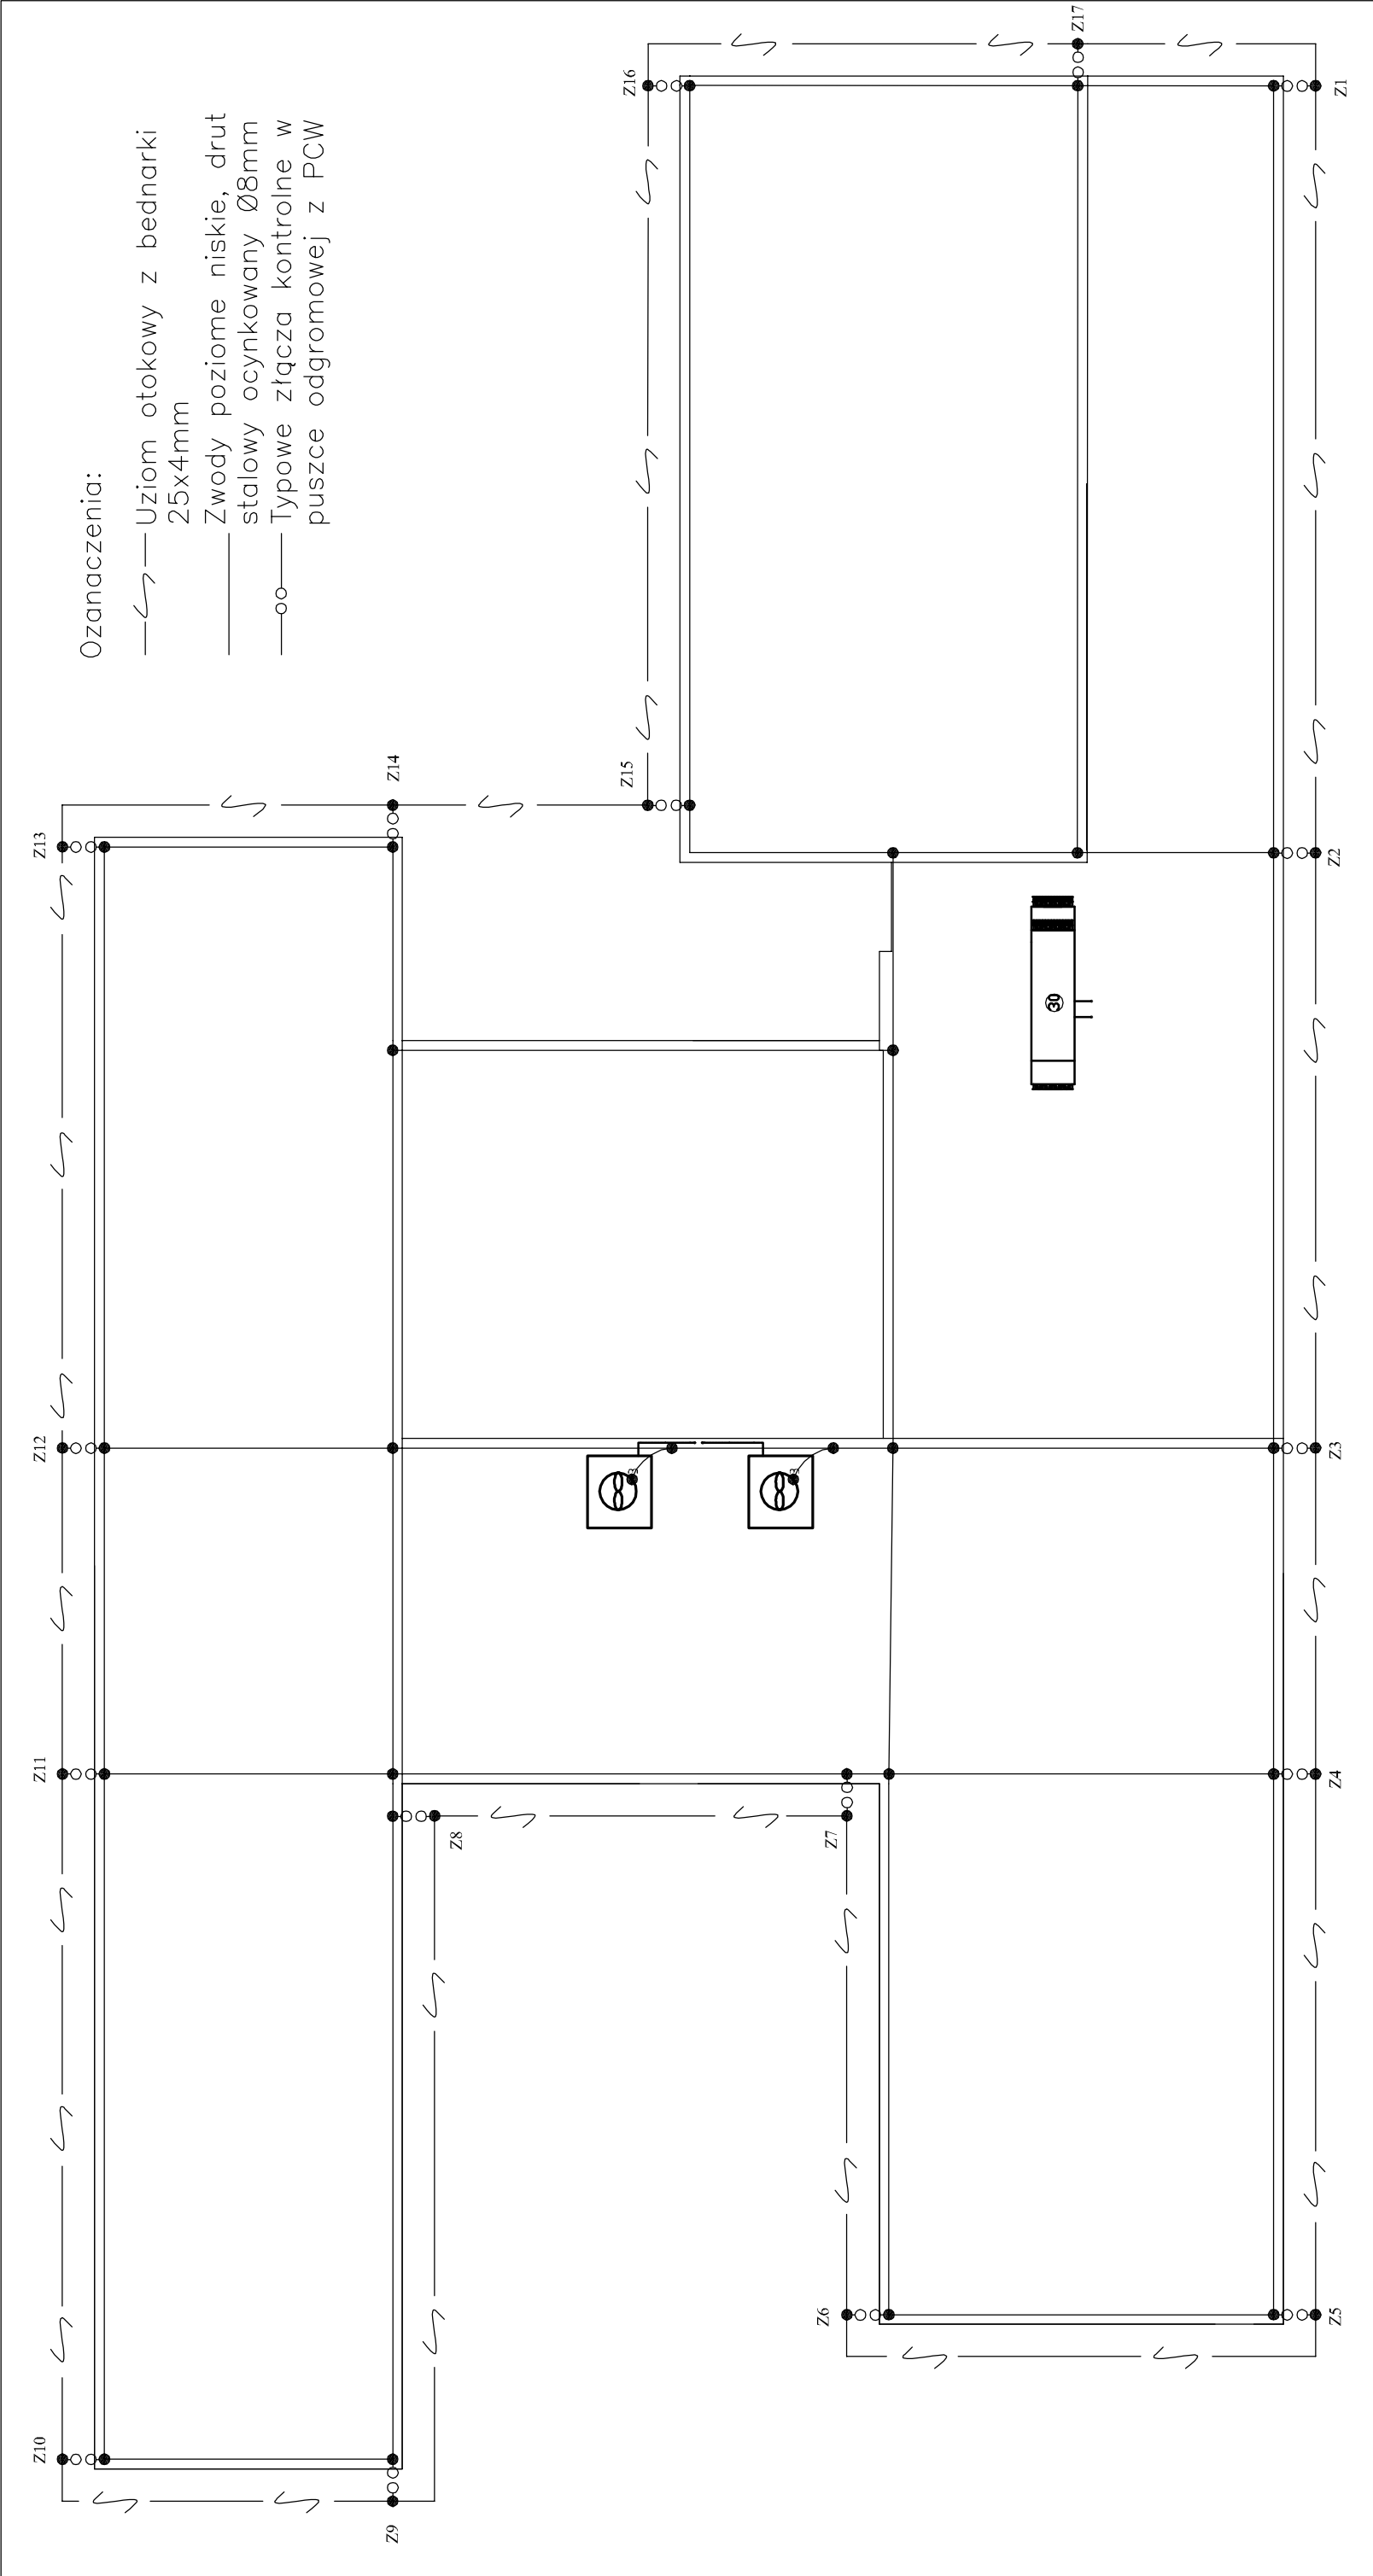 Ozanaczenia:
Uziom otokowy z bednarki
25x4mm
Zwody poziome niskie, drut
stalowy ocynkowany Ø8mm
Typowe złącza kontrolne w
puszce odgromowej z PCW
Z17
Z16
Z1
Z15
Z14
Z13
Z2
30
Z12
Z3
Z11
Z4
Z8
Z7
Z6
Z5
Z10
Z9